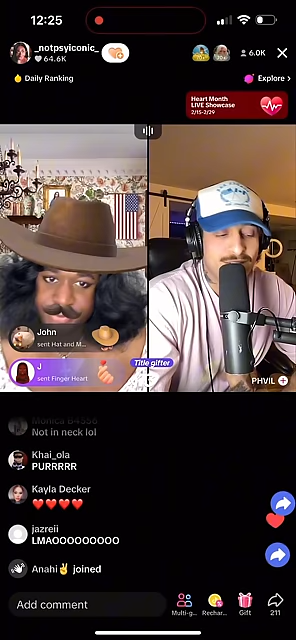 12:25
_notpsyiconic_
64.6K
6.0K
Daily Ranking
Explore >
Heart Month
LIVE Showcase
2/15-2/29
John
sent Hat and M...
J
sent Finger Heart
Title gifter
PHVIL
Monica B4556
Not in neck lol
Khai_ola
PURRRRR
Kayla Decker
jazreii
LMAOOOOOOOOO
Anahi✌ joined
Add comment
Multi-g...
Rechar...
Gift
211